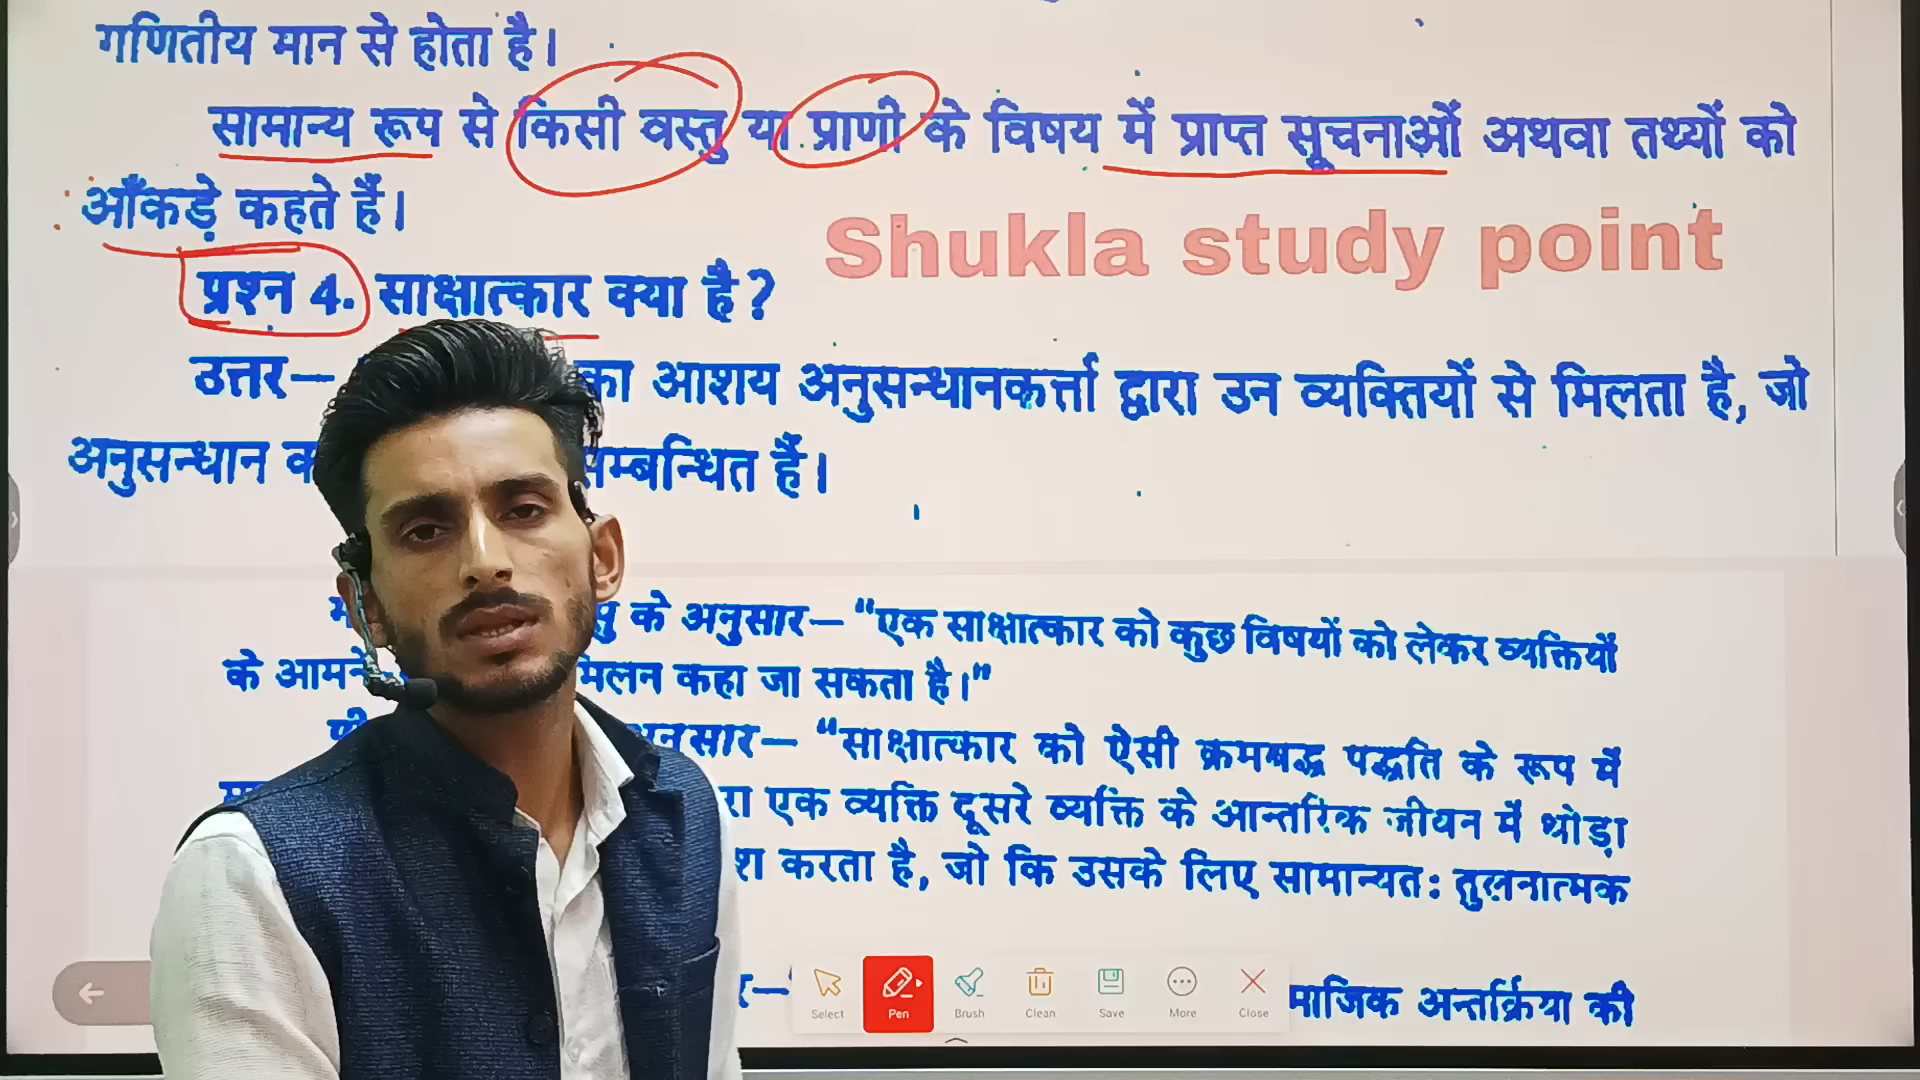 गणितीय मान से होता है।
सामान्य रूप से किसी वस्तु या प्राणी के विषय में प्राप्त सूचनाओं अथवा तथ्यों को
आँकड़े कहते हैं।
Shukla study point
प्रश्न 4. साक्षात्कार क्या है?
उत्तर— का आशय अनुसन्धानकर्त्ता द्वारा उन व्यक्तियों से मिलता है, जो
अनुसन्धान सम्बन्धित हैं।
के अनुसार— "एक साक्षात्कार को कुछ विषयों को लेकर व्यक्तियों
के आमने मिलन कहा जा सकता है।"
अनुसार— "साक्षात्कार को ऐसी क्रमबद्ध पद्धति के रूप में
एक व्यक्ति दूसरे व्यक्ति के आन्तरिक जीवन में थोड़ा
करता है, जो कि उसके लिए सामान्यतः तुलनात्मक
अन्तर्क्रिया की
Select Pen Brush Clean Save More Close